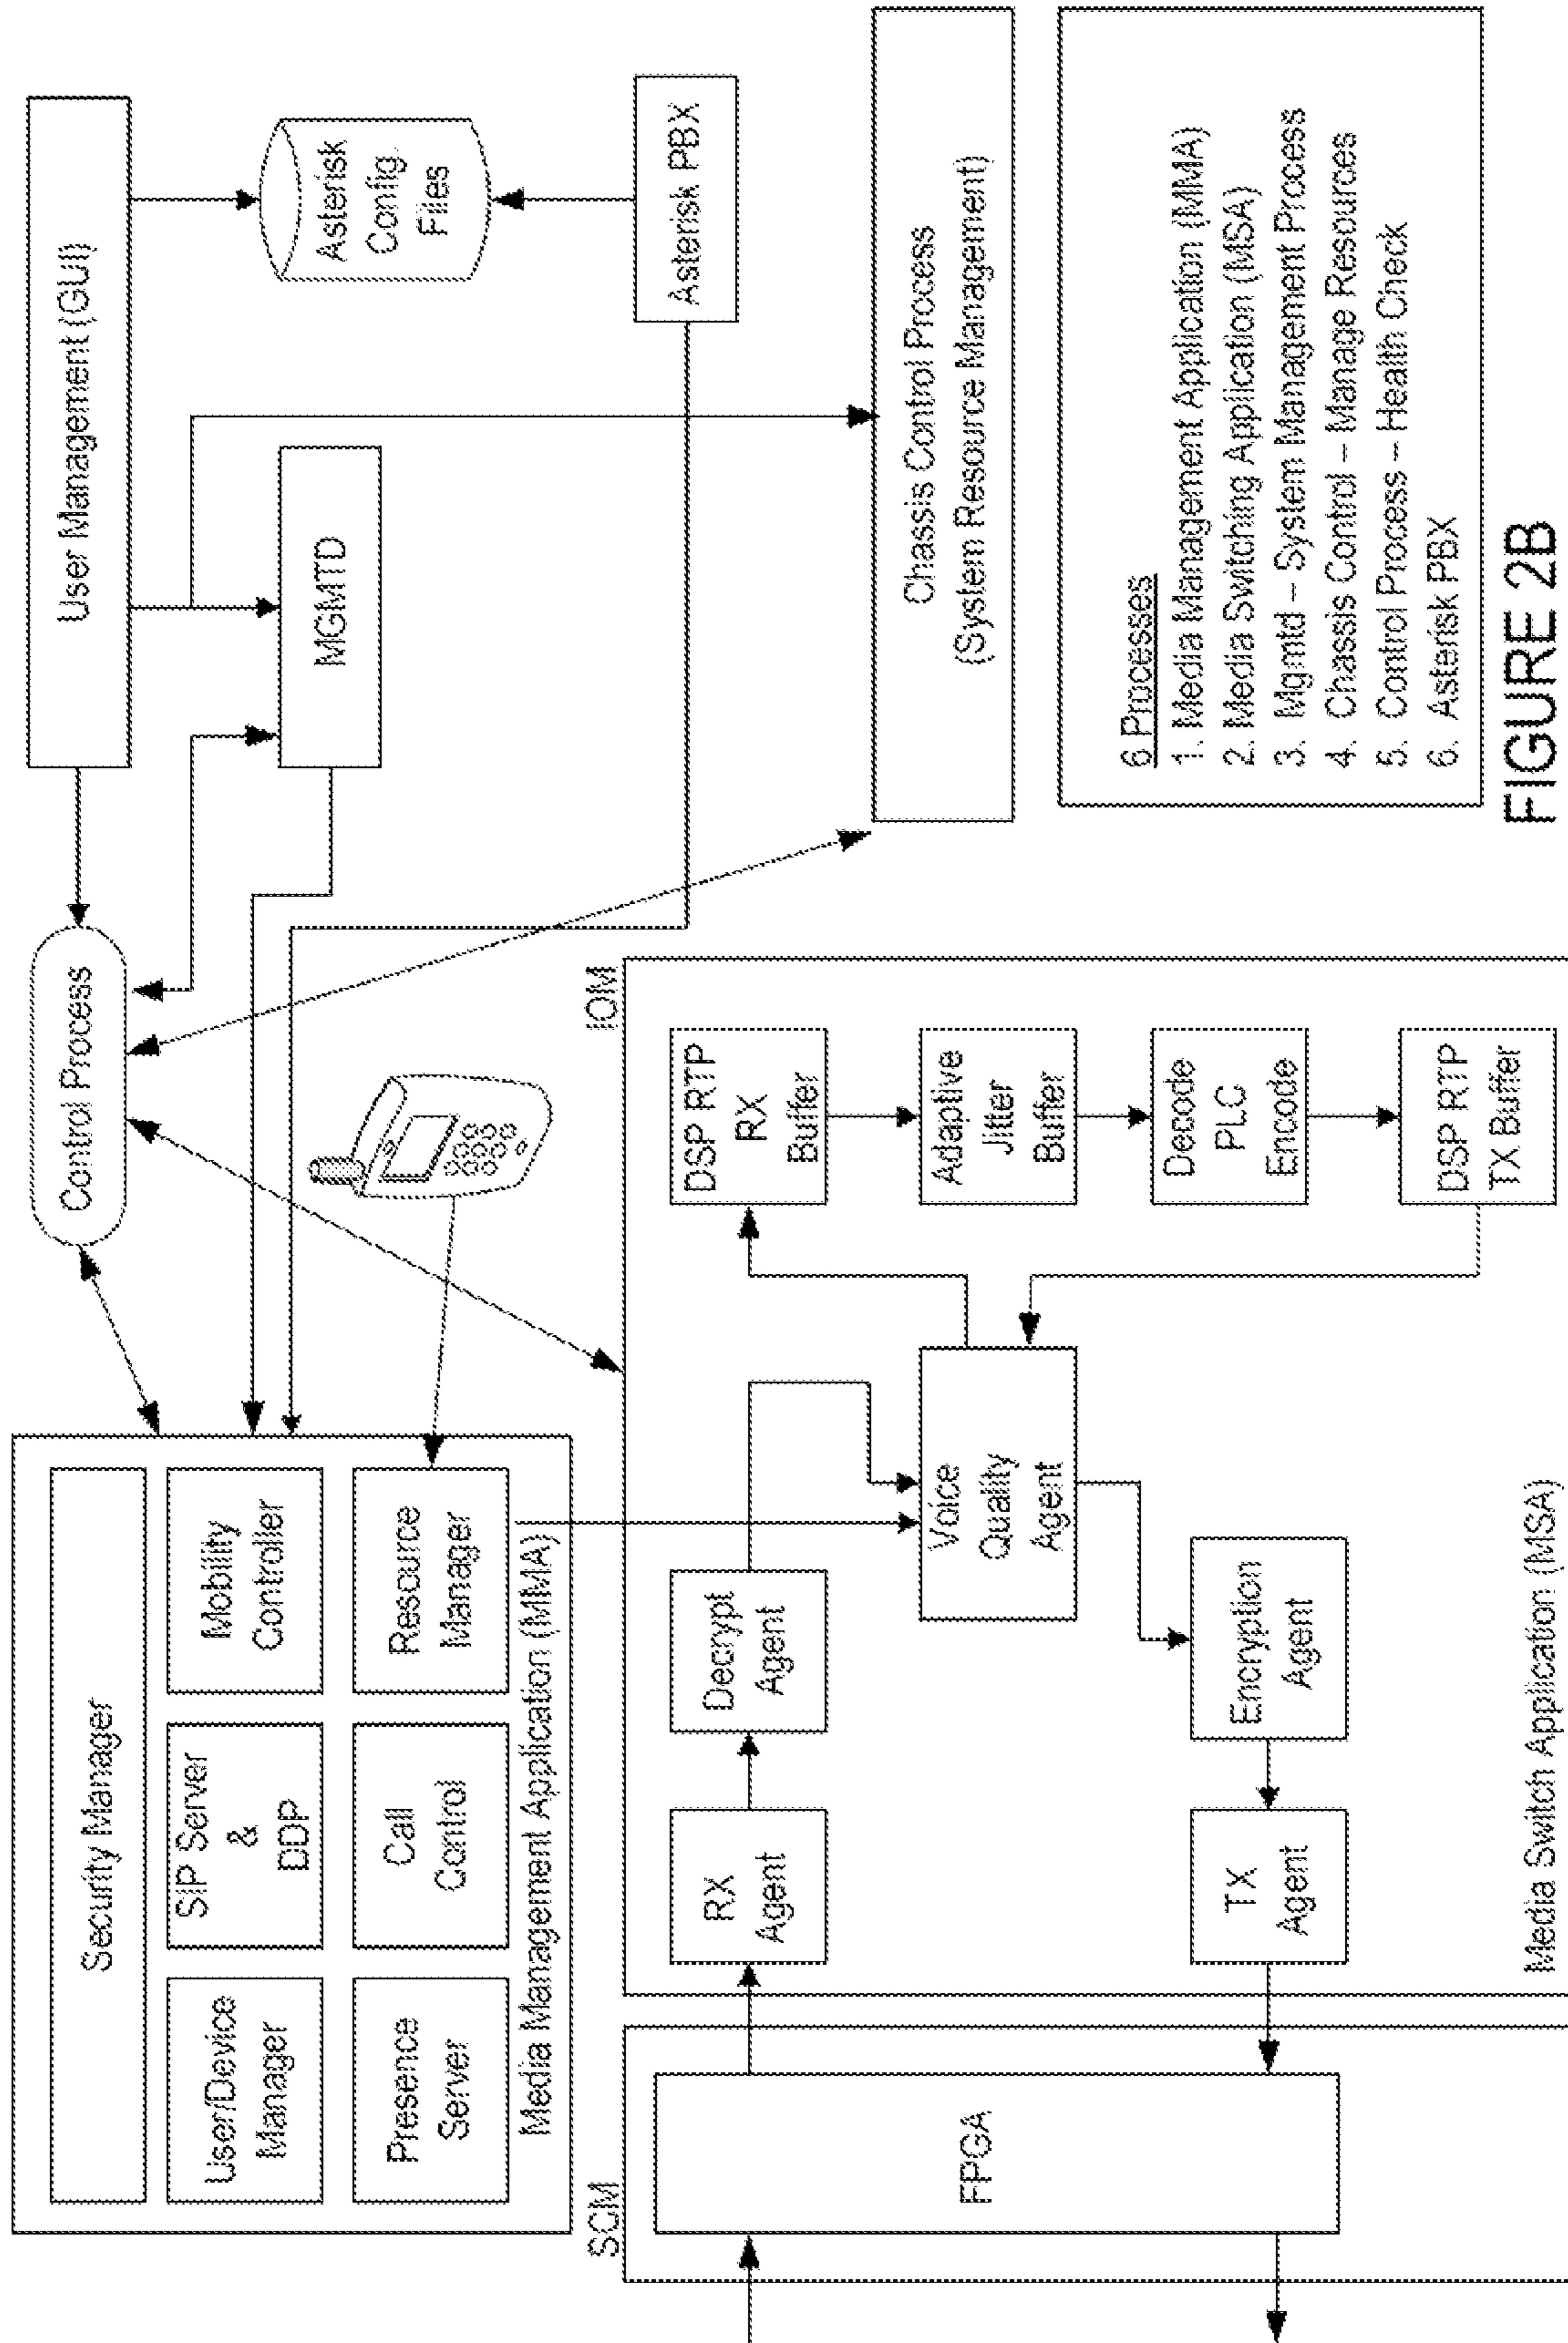 User Management (GUI)
Control Process
MGMTD
Asterisk
Config.
Files
Asterisk PBX
Security Manager
User/Device
Manager
SIP Server
&
DDP
Mobility
Controller
Presence
Server
Call
Control
Resource
Manager
Media Management Application (MMA)
Chassis Control Process
(System Resource Management)
SCM
FPGA
IOM
RX
Agent
Decrypt
Agent
Voice
Quality
Agent
Encryption
Agent
TX
Agent
DSP RTP
RX
Buffer
Adaptive
Jitter
Buffer
Decode
PLC
Encode
DSP RTP
TX Buffer
Media Switch Application (MSA)
6 Processes
1. Media Management Application (MMA)
2. Media Switching Application (MSA)
3. Mgmtd – System Management Process
4. Chassis Control – Manage Resources
5. Control Process – Health Check
6. Asterisk PBX
FIGURE 2B